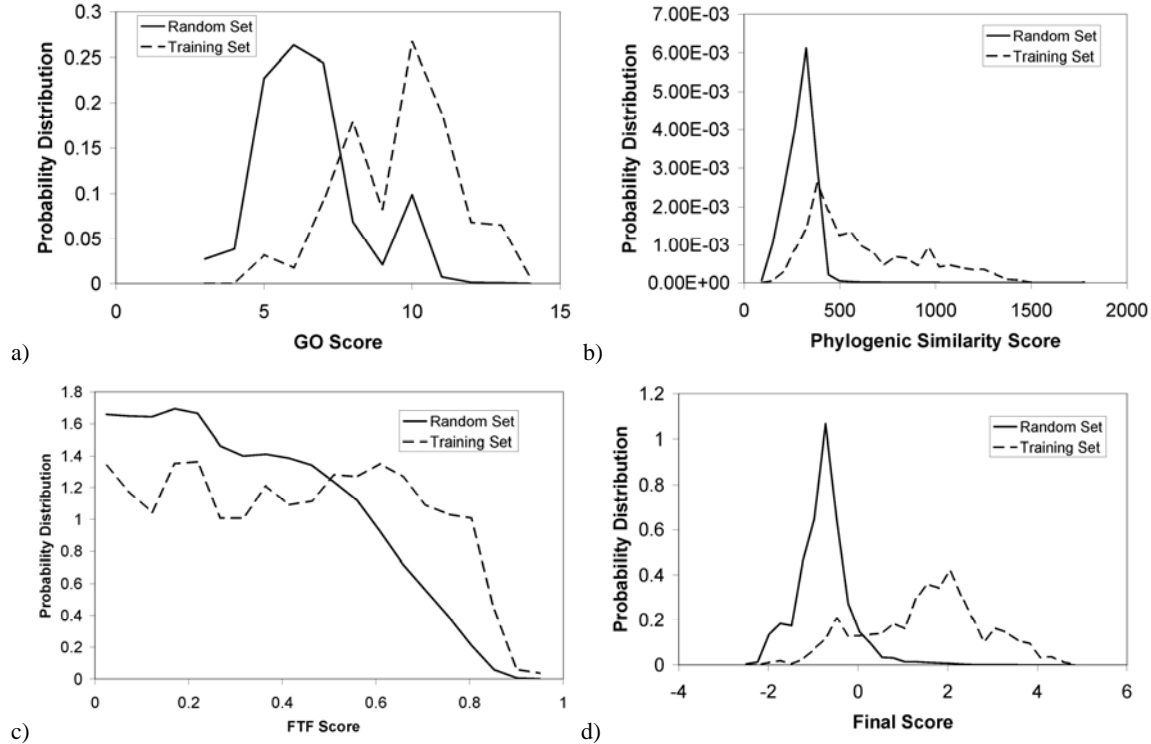 0.3
0.25
0.2
0.15
0.1
0.05
0
0 5 10 15
Probability Distribution
GO Score
Random Set
Training Set
a)
7.00E-03
6.00E-03
5.00E-03
4.00E-03
3.00E-03
2.00E-03
1.00E-03
0.00E+00
0 500 1000 1500 2000
Probability Distribution
Phylogenic Similarity Score
Random Set
Training Set
b)
1.8
1.6
1.4
1.2
1
0.8
0.6
0.4
0.2
0
0 0.2 0.4 0.6 0.8 1
Probability Distribution
FTF Score
Random Set
Training Set
c)
1.2
1
0.8
0.6
0.4
0.2
0
-4 -2 0 2 4 6
Probability Distribution
Final Score
Random Set
Training Set
d)